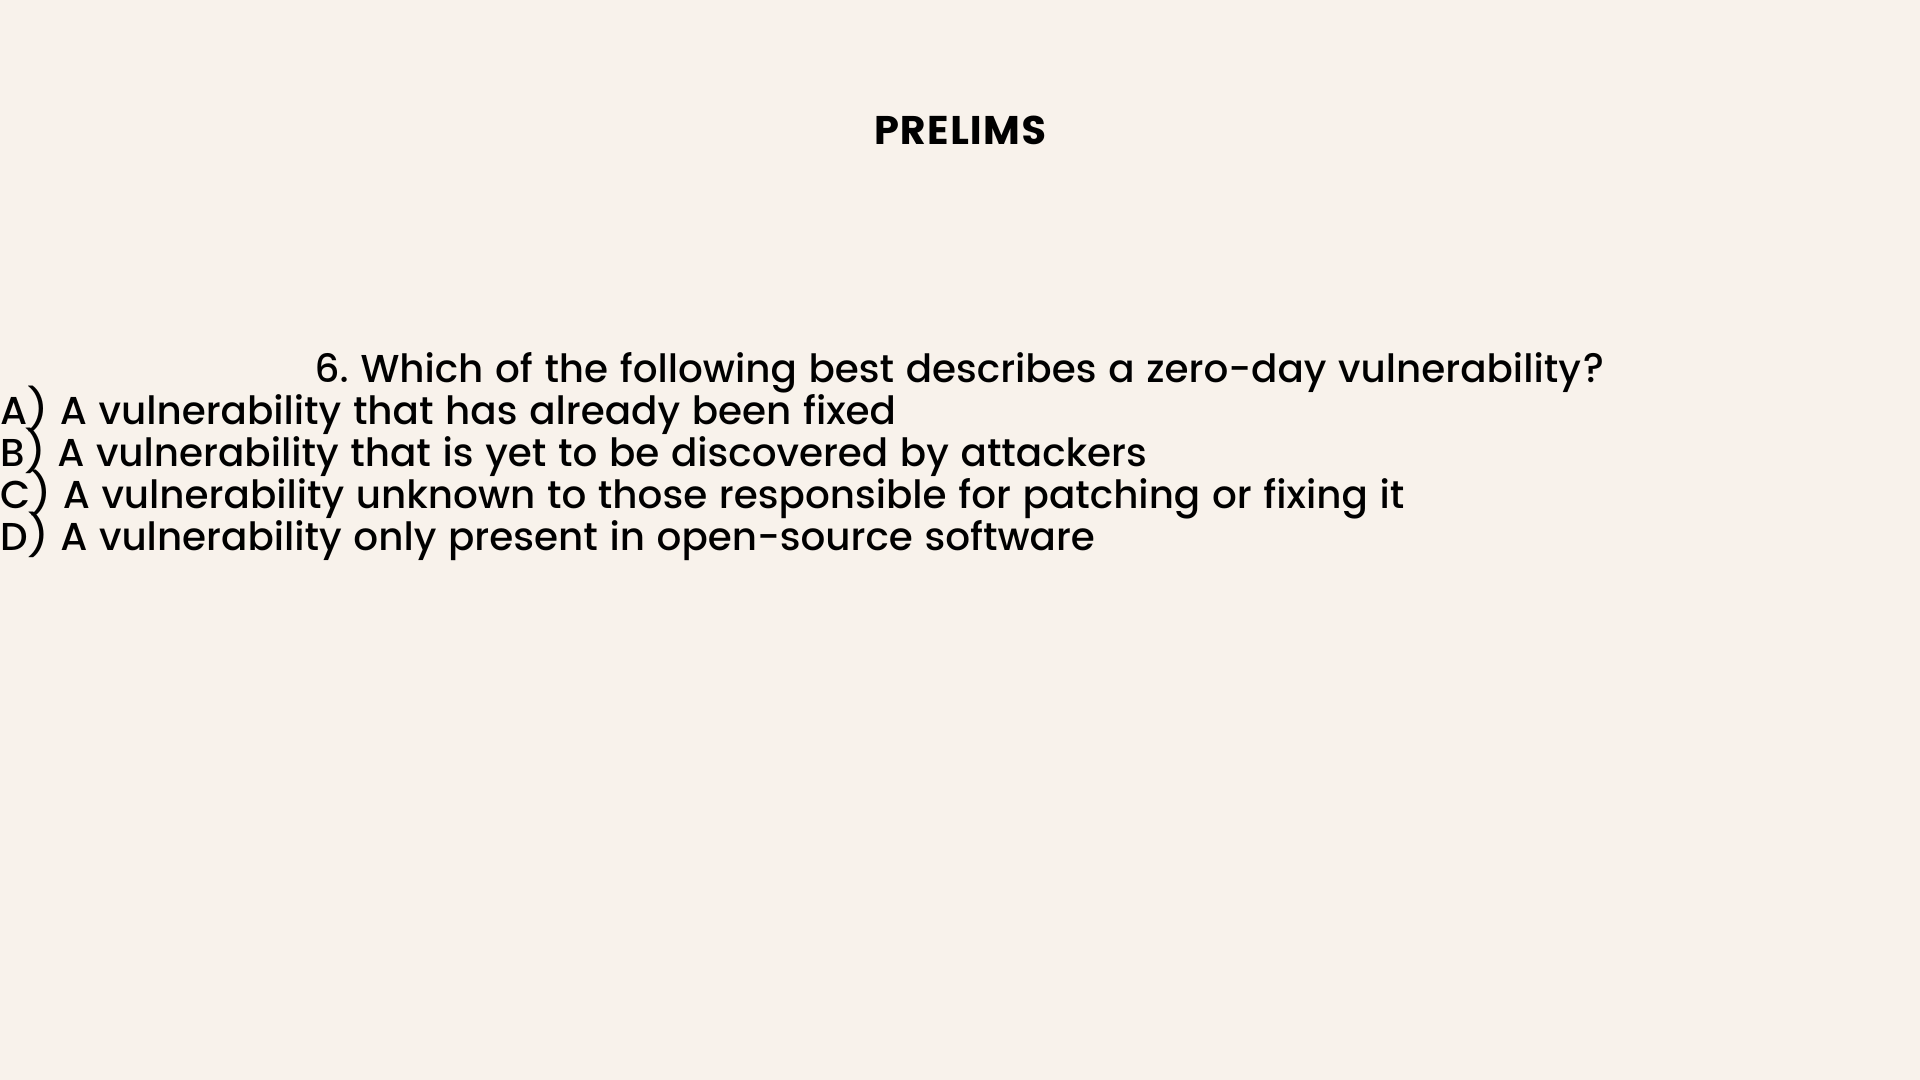 PRELIMS
6. Which of the following best describes a zero-day vulnerability?
A) A vulnerability that has already been fixed
B) A vulnerability that is yet to be discovered by attackers
C) A vulnerability unknown to those responsible for patching or fixing it
D) A vulnerability only present in open-source software